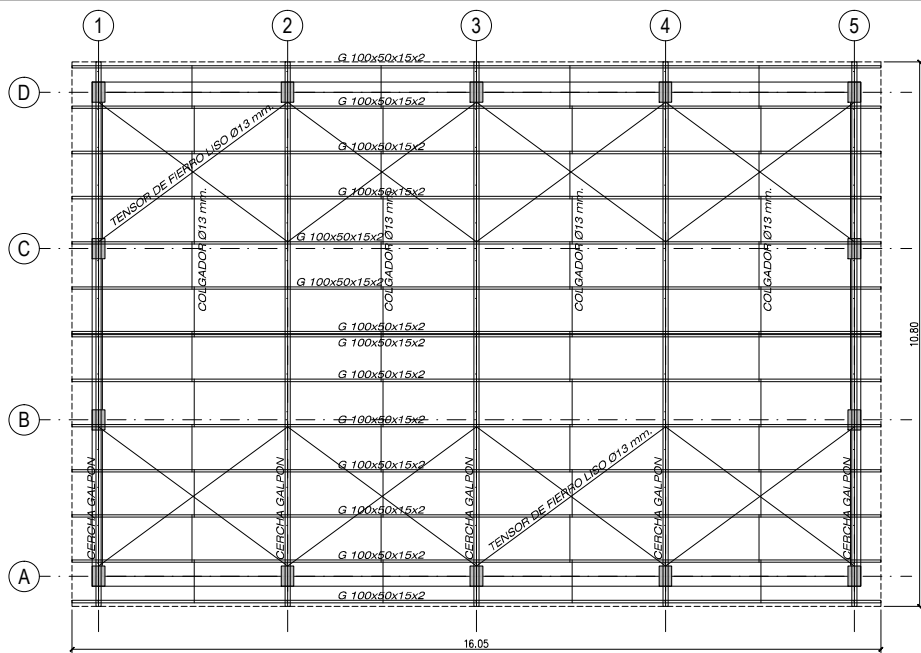 1 2 3 4 5
G 100x50x15x2
D
G 100x50x15x2
TENSOR DE FIERRO LISO Ø13 mm.
G 100x50x15x2
G 100x50x15x2
COLGADOR Ø13 mm.
COLGADOR Ø13 mm.
COLGADOR Ø13 mm.
COLGADOR Ø13 mm.
G 100x50x15x2
C
G 100x50x15x2
G 100x50x15x2
G 100x50x15x2
10.80
G 100x50x15x2
B
G 100x50x15x2
TENSOR DE FIERRO LISO Ø13 mm.
G 100x50x15x2
CERCHA GALPON
CERCHA GALPON
CERCHA GALPON
CERCHA GALPON
CERCHA GALPON
G 100x50x15x2
G 100x50x15x2
A
G 100x50x15x2
16.05